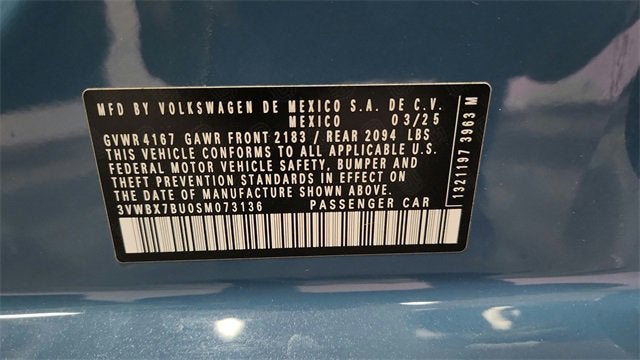 MFD BY VOLKSWAGEN DE MEXICO S.A. DE C.V.
MEXICO 03/25
GVWR 4167 GAWR FRONT 2183 / REAR 2094 LBS
THIS VEHICLE CONFORMS TO ALL APPLICABLE U.S.
FEDERAL MOTOR VEHICLE SAFETY, BUMPER AND
THEFT PREVENTION STANDARDS IN EFFECT ON
THE DATE OF MANUFACTURE SHOWN ABOVE.
3VWBX7BU0SM073136 PASSENGER CAR
13211197 3963 M